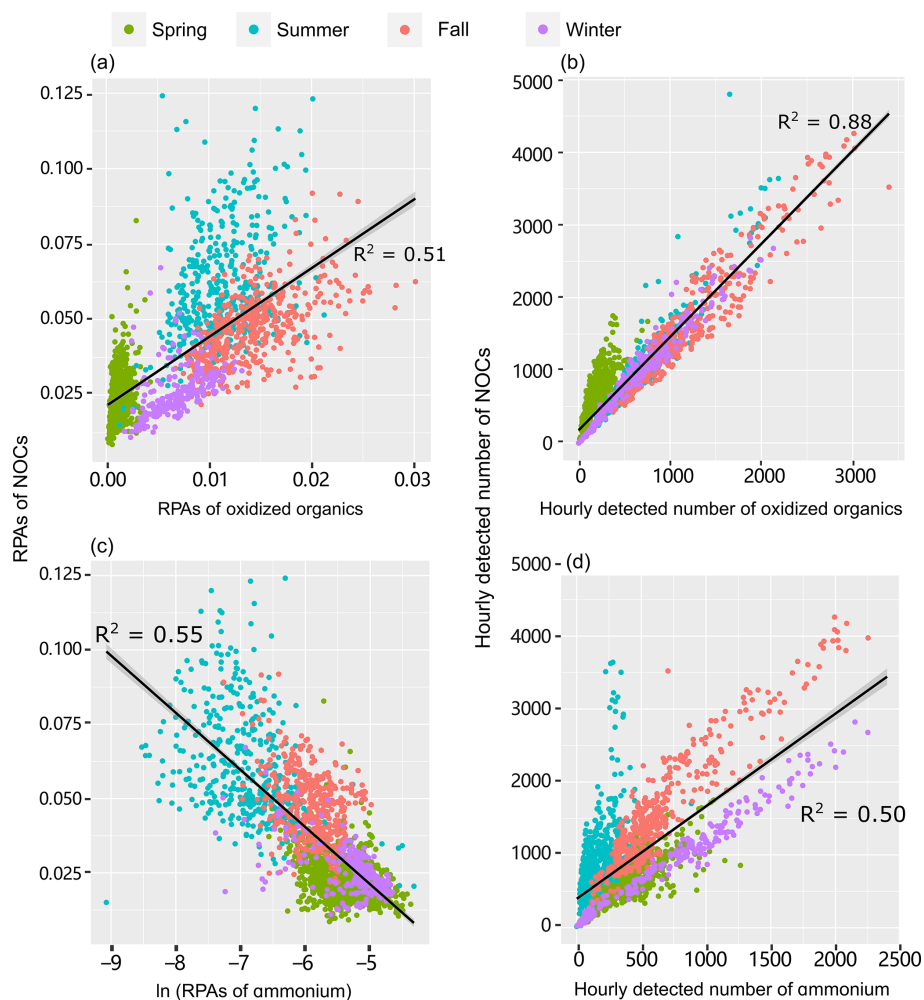 Spring Summer Fall Winter
(a)
0.125
0.100
0.075
0.050
0.025
R² = 0.51
0.00 0.01 0.02 0.03
RPAs of oxidized organics
(b)
5000
4000
3000
2000
1000
0
R² = 0.88
0 1000 2000 3000
Hourly detected number of oxidized organics
RPAs of NOCs
Hourly detected number of NOCs
(c)
0.125
0.100
0.075
0.050
0.025
R² = 0.55
−9 −8 −7 −6 −5
ln (RPAs of ammonium)
(d)
5000
4000
3000
2000
1000
0
R² = 0.50
0 500 1000 1500 2000 2500
Hourly detected number of ammonium